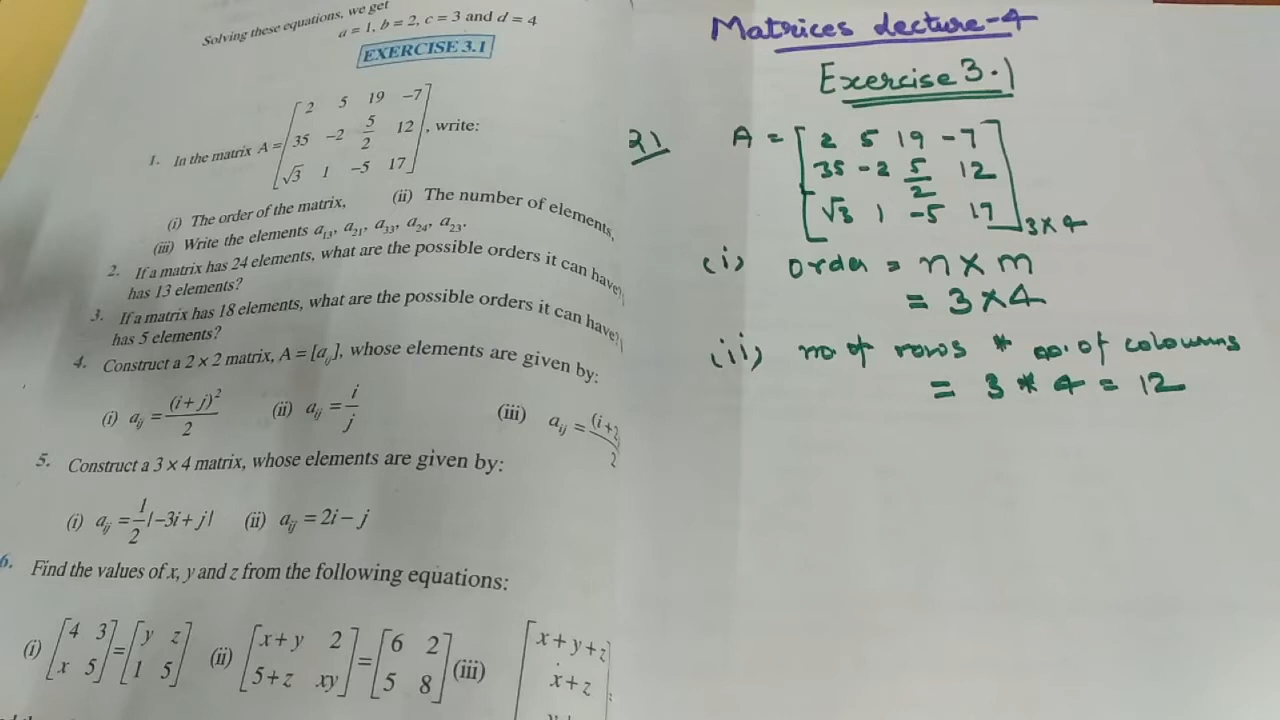 Solving these equations, we get
a = 1, b = 2, c = 3 and d = 4
EXERCISE 3.1
1. In the matrix A = [2 5 19 −7
35 −2 5/2 12
√3 1 −5 17], write:
(i) The order of the matrix, (ii) The number of elements,
(iii) Write the elements a13, a21, a33, a24, a23.
2. If a matrix has 24 elements, what are the possible orders it can have?
has 13 elements?
3. If a matrix has 18 elements, what are the possible orders it can have?
has 5 elements?
4. Construct a 2 × 2 matrix, A = [aij], whose elements are given by:
(i) aij = (i + j)²/2 (ii) aij = i/j (iii) aij = (i+2/2
5. Construct a 3 × 4 matrix, whose elements are given by:
(i) aij = 1/2 |−3i + j| (ii) aij = 2i − j
6. Find the values of x, y and z from the following equations:
(i) [4 3
x 5] = [y z
1 5] (ii) [x+y 2
5+z xy] = [6 2
5 8] (iii) [x+y+z
x+z
Matrices lecture-4
Exercise 3.1
21 A = [2 5 19 -7
35 -2 5/2 12
√3 1 -5 17] 3×4
(i) order = n × m
= 3 × 4
(ii) no. of rows * no. of coloumns
= 3 * 4 = 12